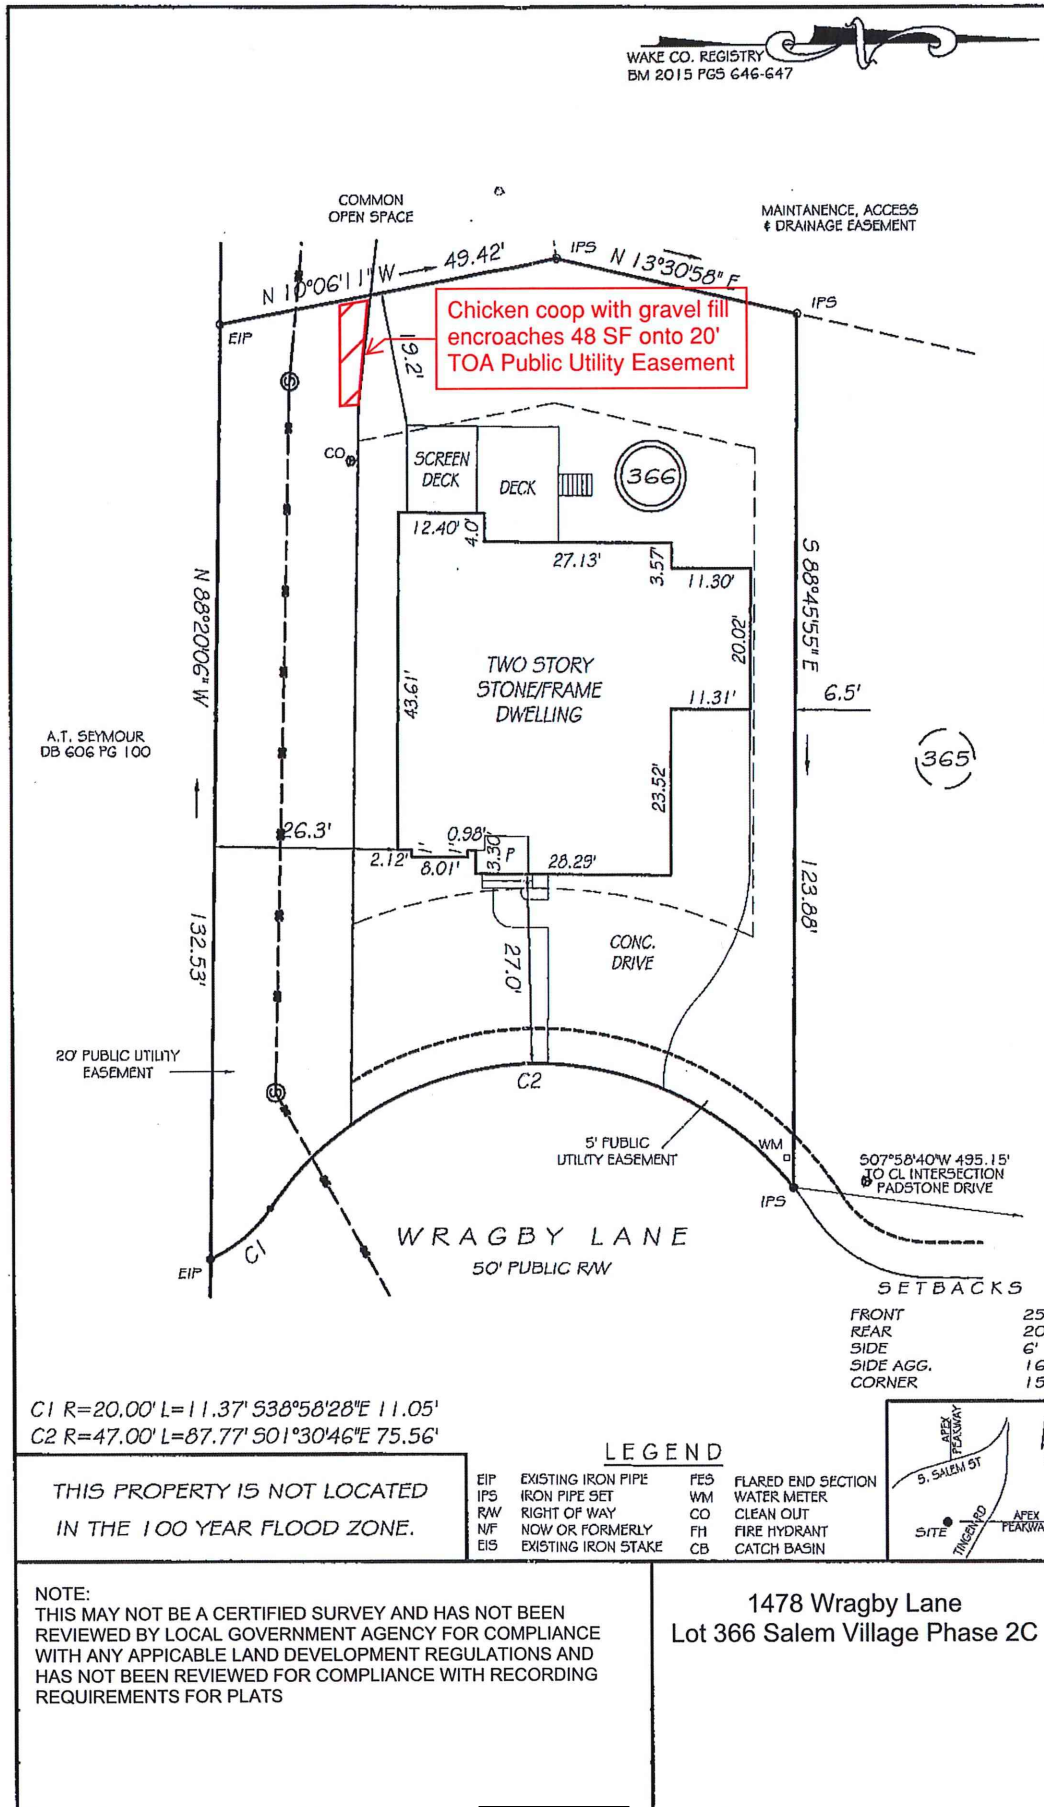 WAKE CO. REGISTRY
BM 2015 PGS 646-647
COMMON
OPEN SPACE
MAINTANENCE, ACCESS
& DRAINAGE EASEMENT
N 10°06'11" W
49.42'
IPS
N 13°30'58" E
IPS
EIP
Chicken coop with gravel fill
encroaches 48 SF onto 20'
TOA Public Utility Easement
19.2'
S
CO
SCREEN
DECK
DECK
366
12.40'
4.0'
27.13'
3.57'
11.30'
N 88°20'06" W
S 88°45'55" E
20.02'
TWO STORY
STONE/FRAME
DWELLING
43.61'
11.31'
6.5'
A.T. SEYMOUR
DB 606 PG 100
365
23.52'
26.3'
2.12'
1'
8.01'
1'
0.98'
3.30'
P
28.29'
132.53'
123.88'
CONC.
DRIVE
27.0'
20' PUBLIC UTILITY
EASEMENT
S
C2
5' PUBLIC
UTILITY EASEMENT
WM
S07°58'40"W 495.15'
TO CL INTERSECTION
PADSTONE DRIVE
IPS
C1
EIP
WRAGBY LANE
50' PUBLIC R/W
SETBACKS
FRONT 25
REAR 20
SIDE 6'
SIDE AGG. 16
CORNER 15
C1 R=20.00' L=11.37' S38°58'28"E 11.05'
C2 R=47.00' L=87.77' S01°30'46"E 75.56'
THIS PROPERTY IS NOT LOCATED
IN THE 100 YEAR FLOOD ZONE.
LEGEND
EIP EXISTING IRON PIPE FES FLARED END SECTION
IPS IRON PIPE SET WM WATER METER
R/W RIGHT OF WAY CO CLEAN OUT
N/F NOW OR FORMERLY FH FIRE HYDRANT
EIS EXISTING IRON STAKE CB CATCH BASIN
APEX
PEAKWAY
S. SALEM ST
SITE
TINGEN RD
APEX
PEAKWA
NOTE:
THIS MAY NOT BE A CERTIFIED SURVEY AND HAS NOT BEEN
REVIEWED BY LOCAL GOVERNMENT AGENCY FOR COMPLIANCE
WITH ANY APPICABLE LAND DEVELOPMENT REGULATIONS AND
HAS NOT BEEN REVIEWED FOR COMPLIANCE WITH RECORDING
REQUIREMENTS FOR PLATS
1478 Wragby Lane
Lot 366 Salem Village Phase 2C